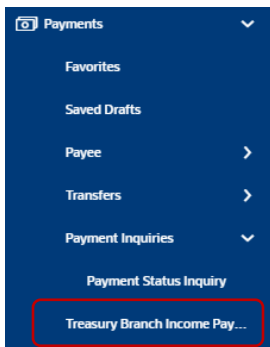 Payments
Favorites
Saved Drafts
Payee
Transfers
Payment Inquiries
Payment Status Inquiry
Treasury Branch Income Pay...